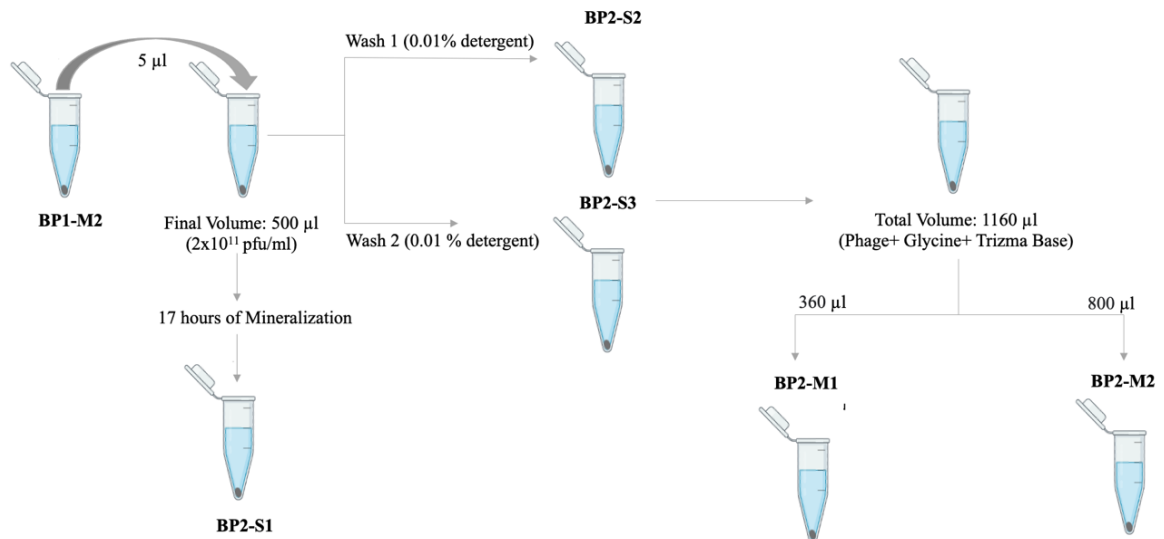 BP2-S2
Wash 1 (0.01% detergent)
5 µl
BP1-M2
Final Volume: 500 µl
(2x10¹¹ pfu/ml)
BP2-S3
Wash 2 (0.01 % detergent)
Total Volume: 1160 µl
(Phage+ Glycine+ Trizma Base)
17 hours of Mineralization
360 µl
800 µl
BP2-M1
BP2-M2
BP2-S1